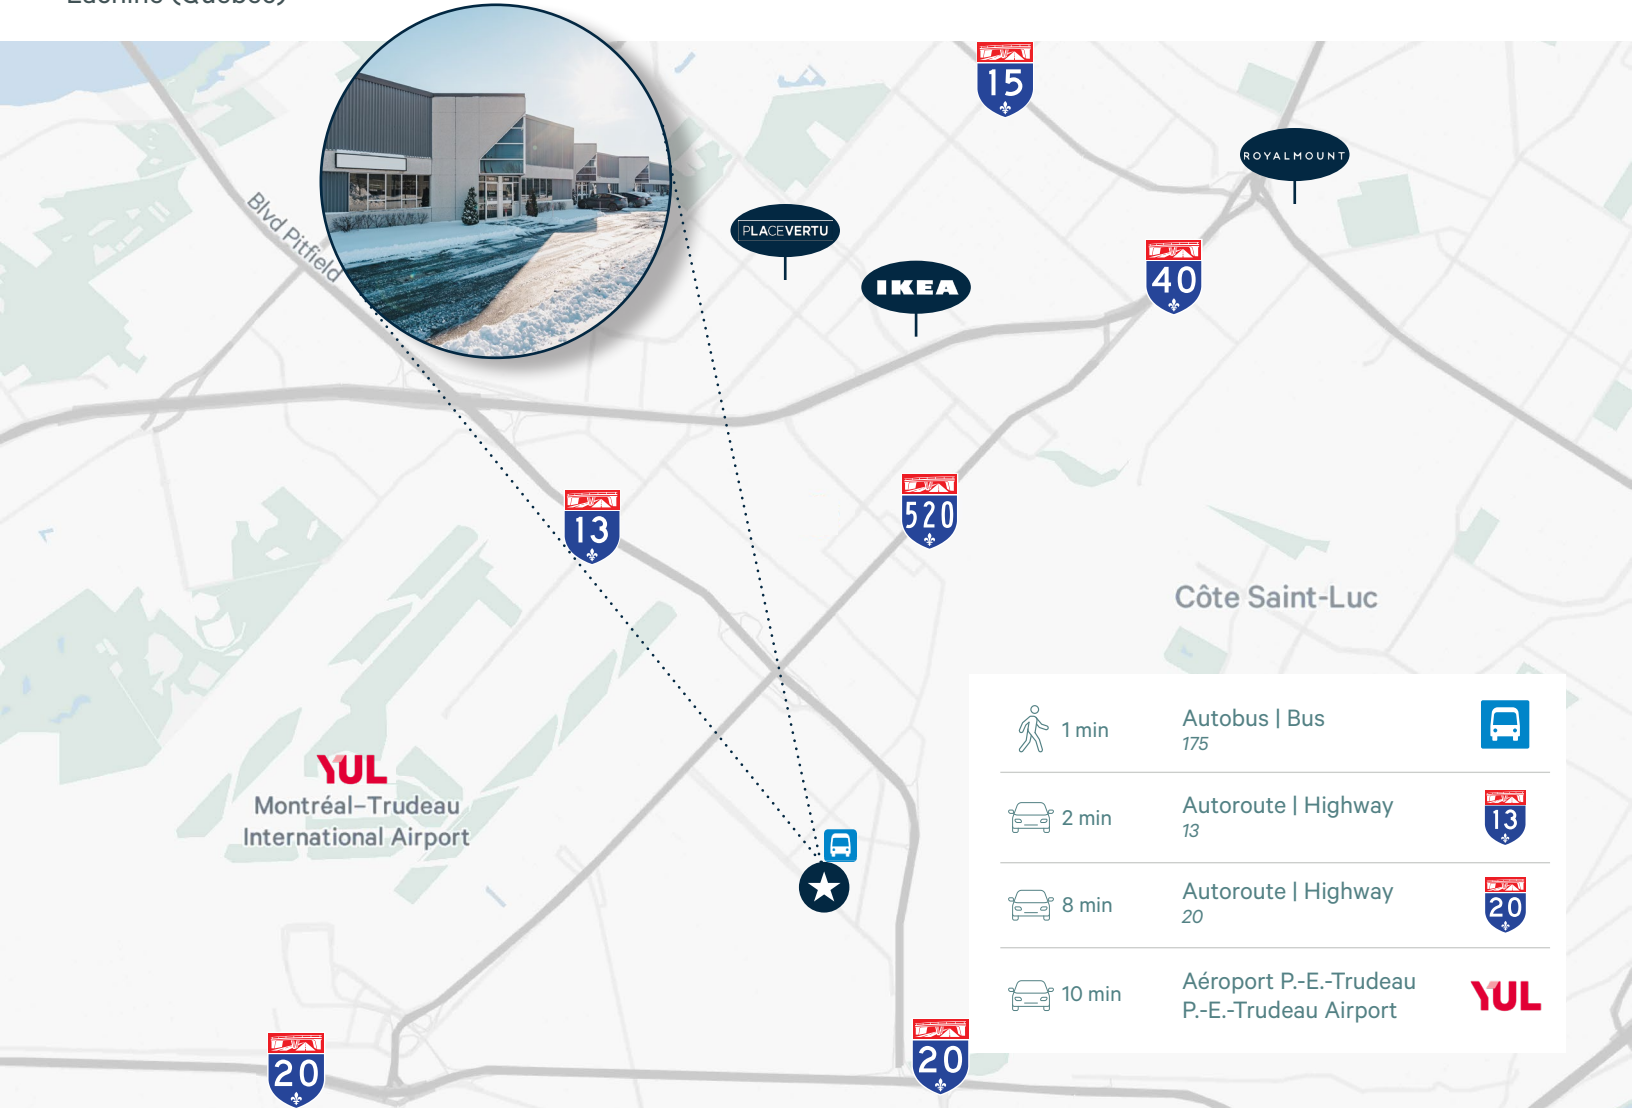 Lachine (Québec)
15
ROYALMOUNT
Blvd Pitfield
PLACEVERTU
IKEA
40
520
13
Côte Saint-Luc
YUL
Montréal–Trudeau
International Airport
1 min
Autobus | Bus
175
2 min
Autoroute | Highway
13
13
8 min
Autoroute | Highway
20
20
10 min
Aéroport P.-E.-Trudeau
P.-E.-Trudeau Airport
YUL
20
20